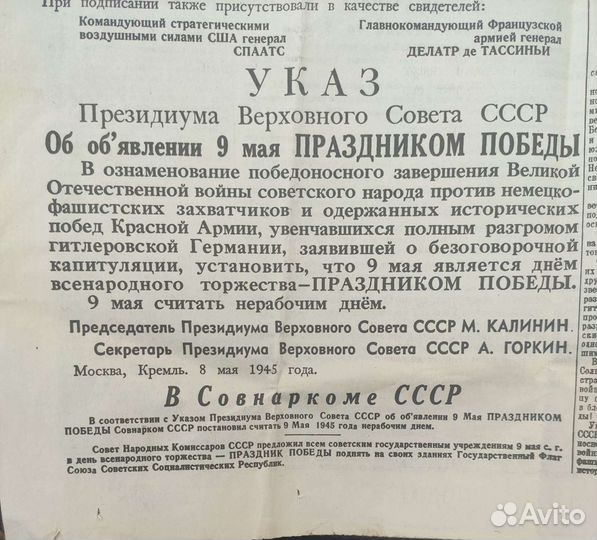 При подписании также присутствовали в качестве свидетелей:
Командующий стратегическими
воздушными силами США генерал
СПААТС
Главнокомандующий Французской
армией генерал
ДЕЛАТР де ТАССИНЬИ
УКАЗ
Президиума Верховного Совета СССР
Об об'явлении 9 мая ПРАЗДНИКОМ ПОБЕДЫ
В ознаменование победоносного завершения Великой
Отечественной войны советского народа против немецко-
фашистских захватчиков и одержанных исторических
побед Красной Армии, увенчавшихся полным разгромом
гитлеровской Германии, заявившей о безоговорочной
капитуляции, установить, что 9 мая является днём
всенародного торжества—ПРАЗДНИКОМ ПОБЕДЫ.
9 мая считать нерабочим днём.
Председатель Президиума Верховного Совета СССР М. КАЛИНИН.
Секретарь Президиума Верховного Совета СССР А. ГОРКИН.
Москва, Кремль. 8 мая 1945 года.
В Совнаркоме СССР
В соответствии с Указом Президиума Верховного Совета СССР об об'явлении 9 Мая ПРАЗДНИКОМ
ПОБЕДЫ Совнарком СССР постановил считать 9 Мая 1945 года нерабочим днем.
Совет Народных Комиссаров СССР предложил всем советским государственным учреждениям 9 мая с. г.
в день всенародного торжества — ПРАЗДНИК ПОБЕДЫ поднять на своих зданиях Государственный Флаг
Союза Советских Социалистических Республик.
Avito